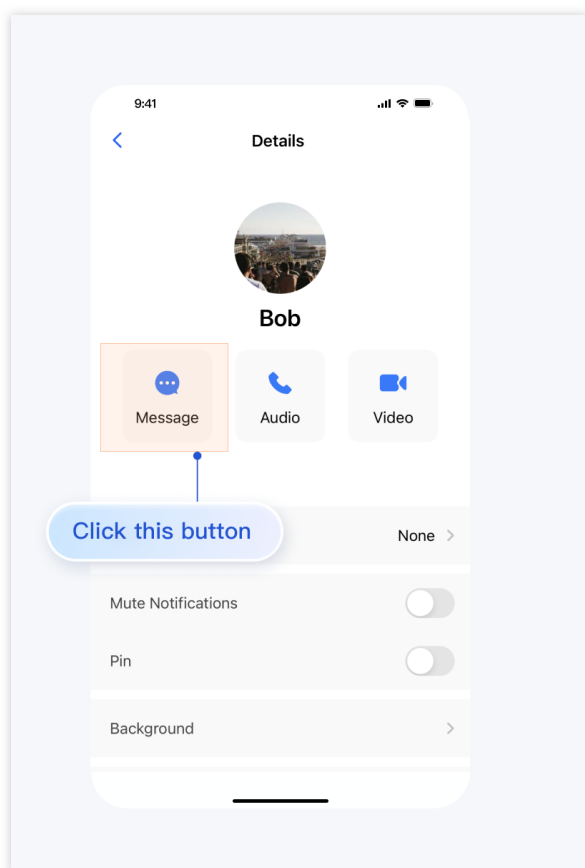 9:41
Details
Bob
Message Audio Video
Click this button
None
Mute Notifications
Pin
Background